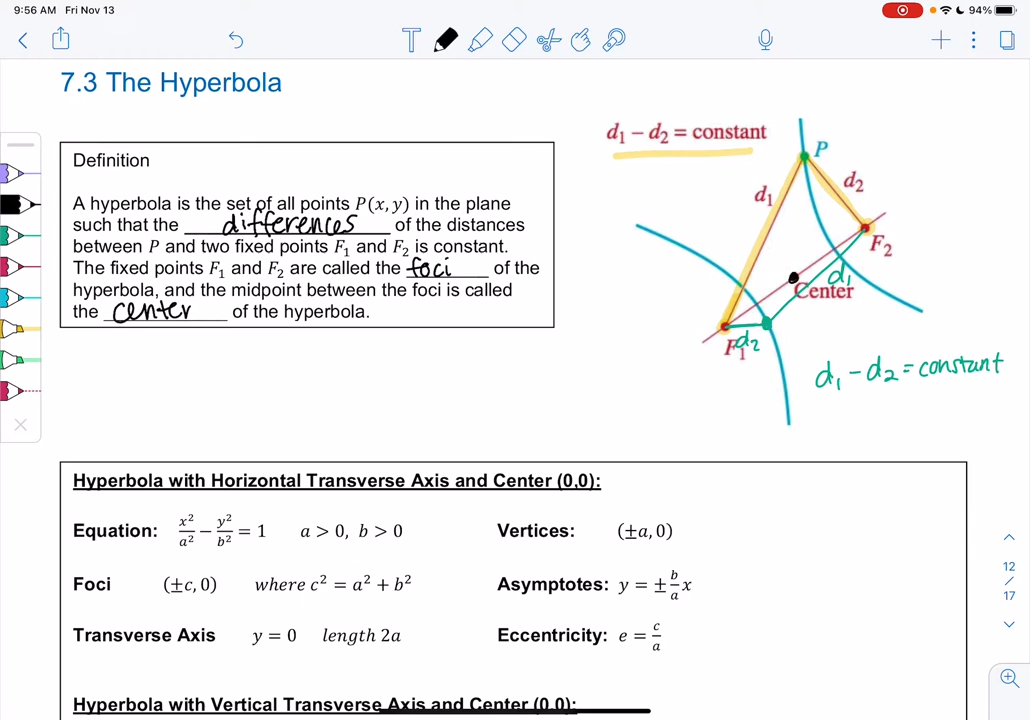 9:56 AM Fri Nov 13
94%
7.3 The Hyperbola
Definition
A hyperbola is the set of all points P(x, y) in the plane
such that the differences of the distances
between P and two fixed points F₁ and F₂ is constant.
The fixed points F₁ and F₂ are called the foci of the
hyperbola, and the midpoint between the foci is called
the center of the hyperbola.
d₁ − d₂ = constant
P
d₂
d₁
F₂
d₁
Center
F₁
d₂
d₁ - d₂ = constant
Hyperbola with Horizontal Transverse Axis and Center (0,0):
Equation: x²/a² − y²/b² = 1 a > 0, b > 0
Vertices: (±a, 0)
Foci (±c, 0) where c² = a² + b²
Asymptotes: y = ± b/a x
Transverse Axis y = 0 length 2a
Eccentricity: e = c/a
Hyperbola with Vertical Transverse Axis and Center (0,0):
12
/
17
T